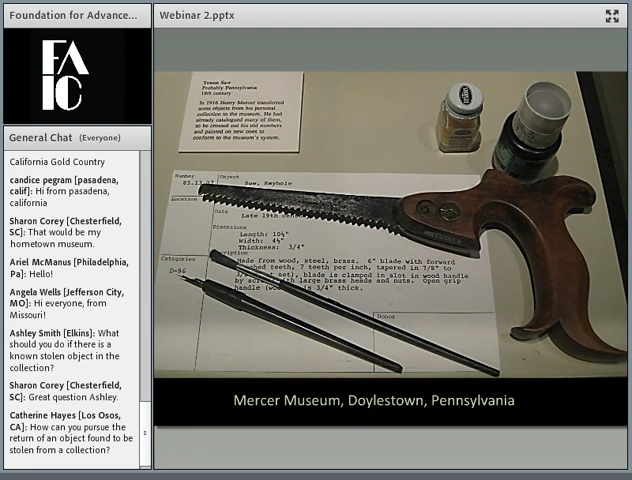 Foundation for Advance...
Webinar 2.pptx
FA
IC
General Chat (Everyone)
California Gold Country
candice pegram [pasadena,
calif]: Hi from pasadena,
california
Sharon Corey [Chesterfield,
SC]: That would be my
hometown museum.
Ariel McManus [Philadelphia,
Pa]: Hello!
Angela Wells [Jefferson City,
MO]: Hi everyone, from
Missouri!
Ashley Smith [Elkins]: What
should you do if there is a
known stolen object in the
collection?
Sharon Corey [Chesterfield,
SC]: Great question Ashley.
Catherine Hayes [Los Osos,
CA]: How can you pursue the
return of an object found to be
stolen from a collection?
Tenon Saw
Probably Pennsylvania
18th century
In 1916 Henry Mercer transferred
some objects from his personal
collection to the museum. He had
already catalogued many of them,
so he crossed out his old numbers
and painted on new ones to
conform to the museum's system.
Number
Object
Saw, Keyhole
Location
Date
Late 19th
Dimensions
Length: 10½"
Width: 4½"
Thickness: 3/4"
Categories
D-96
Made from wood, steel, brass. 6" blade with forward
teeth, 7 teeth per inch, tapered in 7/8" to
set), blade is clamped in slot in wood handle
by large brass heads and nuts. Open grip
handle 3/4" thick.
Donor
Mercer Museum, Doylestown, Pennsylvania